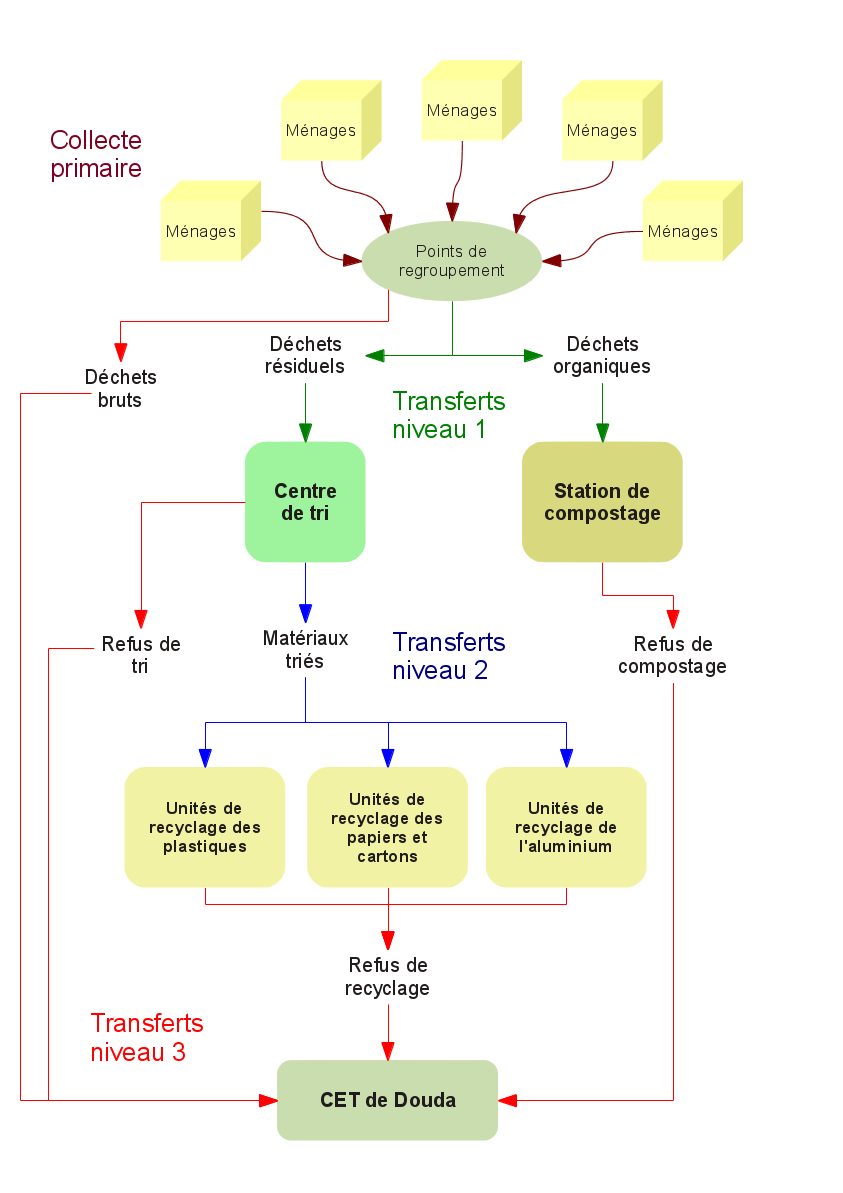 Ménages
Ménages
Ménages
Collecte
primaire
Ménages
Ménages
Points de
regroupement
Déchets
résiduels
Déchets
organiques
Déchets
bruts
Transferts
niveau 1
Centre
de tri
Station de
compostage
Refus de
tri
Matériaux
triés
Transferts
niveau 2
Refus de
compostage
Unités de
recyclage des
plastiques
Unités de
recyclage des
papiers et
cartons
Unités de
recyclage de
l'aluminium
Refus de
recyclage
Transferts
niveau 3
CET de Douda